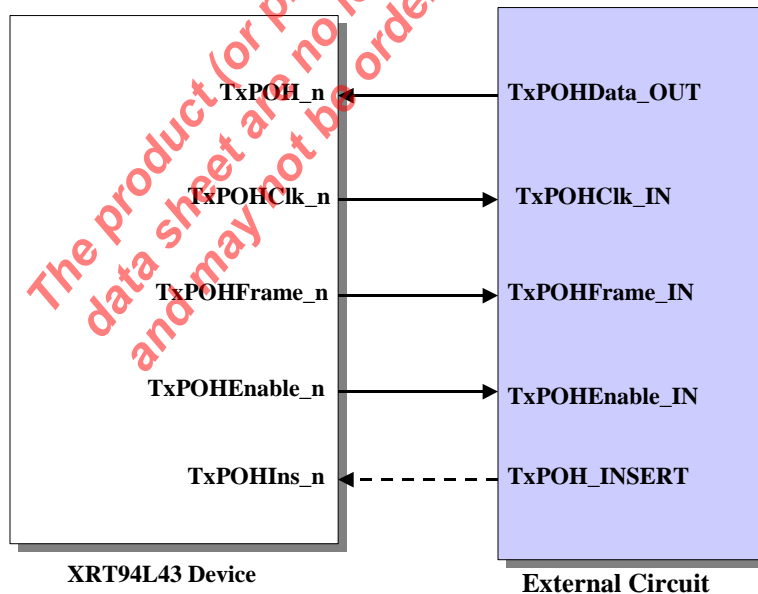 TxPOH_n
TxPOHData_OUT
TxPOHClk_n
TxPOHClk_IN
TxPOHFrame_n
TxPOHFrame_IN
TxPOHEnable_n
TxPOHEnable_IN
TxPOHIns_n
TxPOH_INSERT
XRT94L43 Device
External Circuit
The product (or
data sheet are no
and may not be